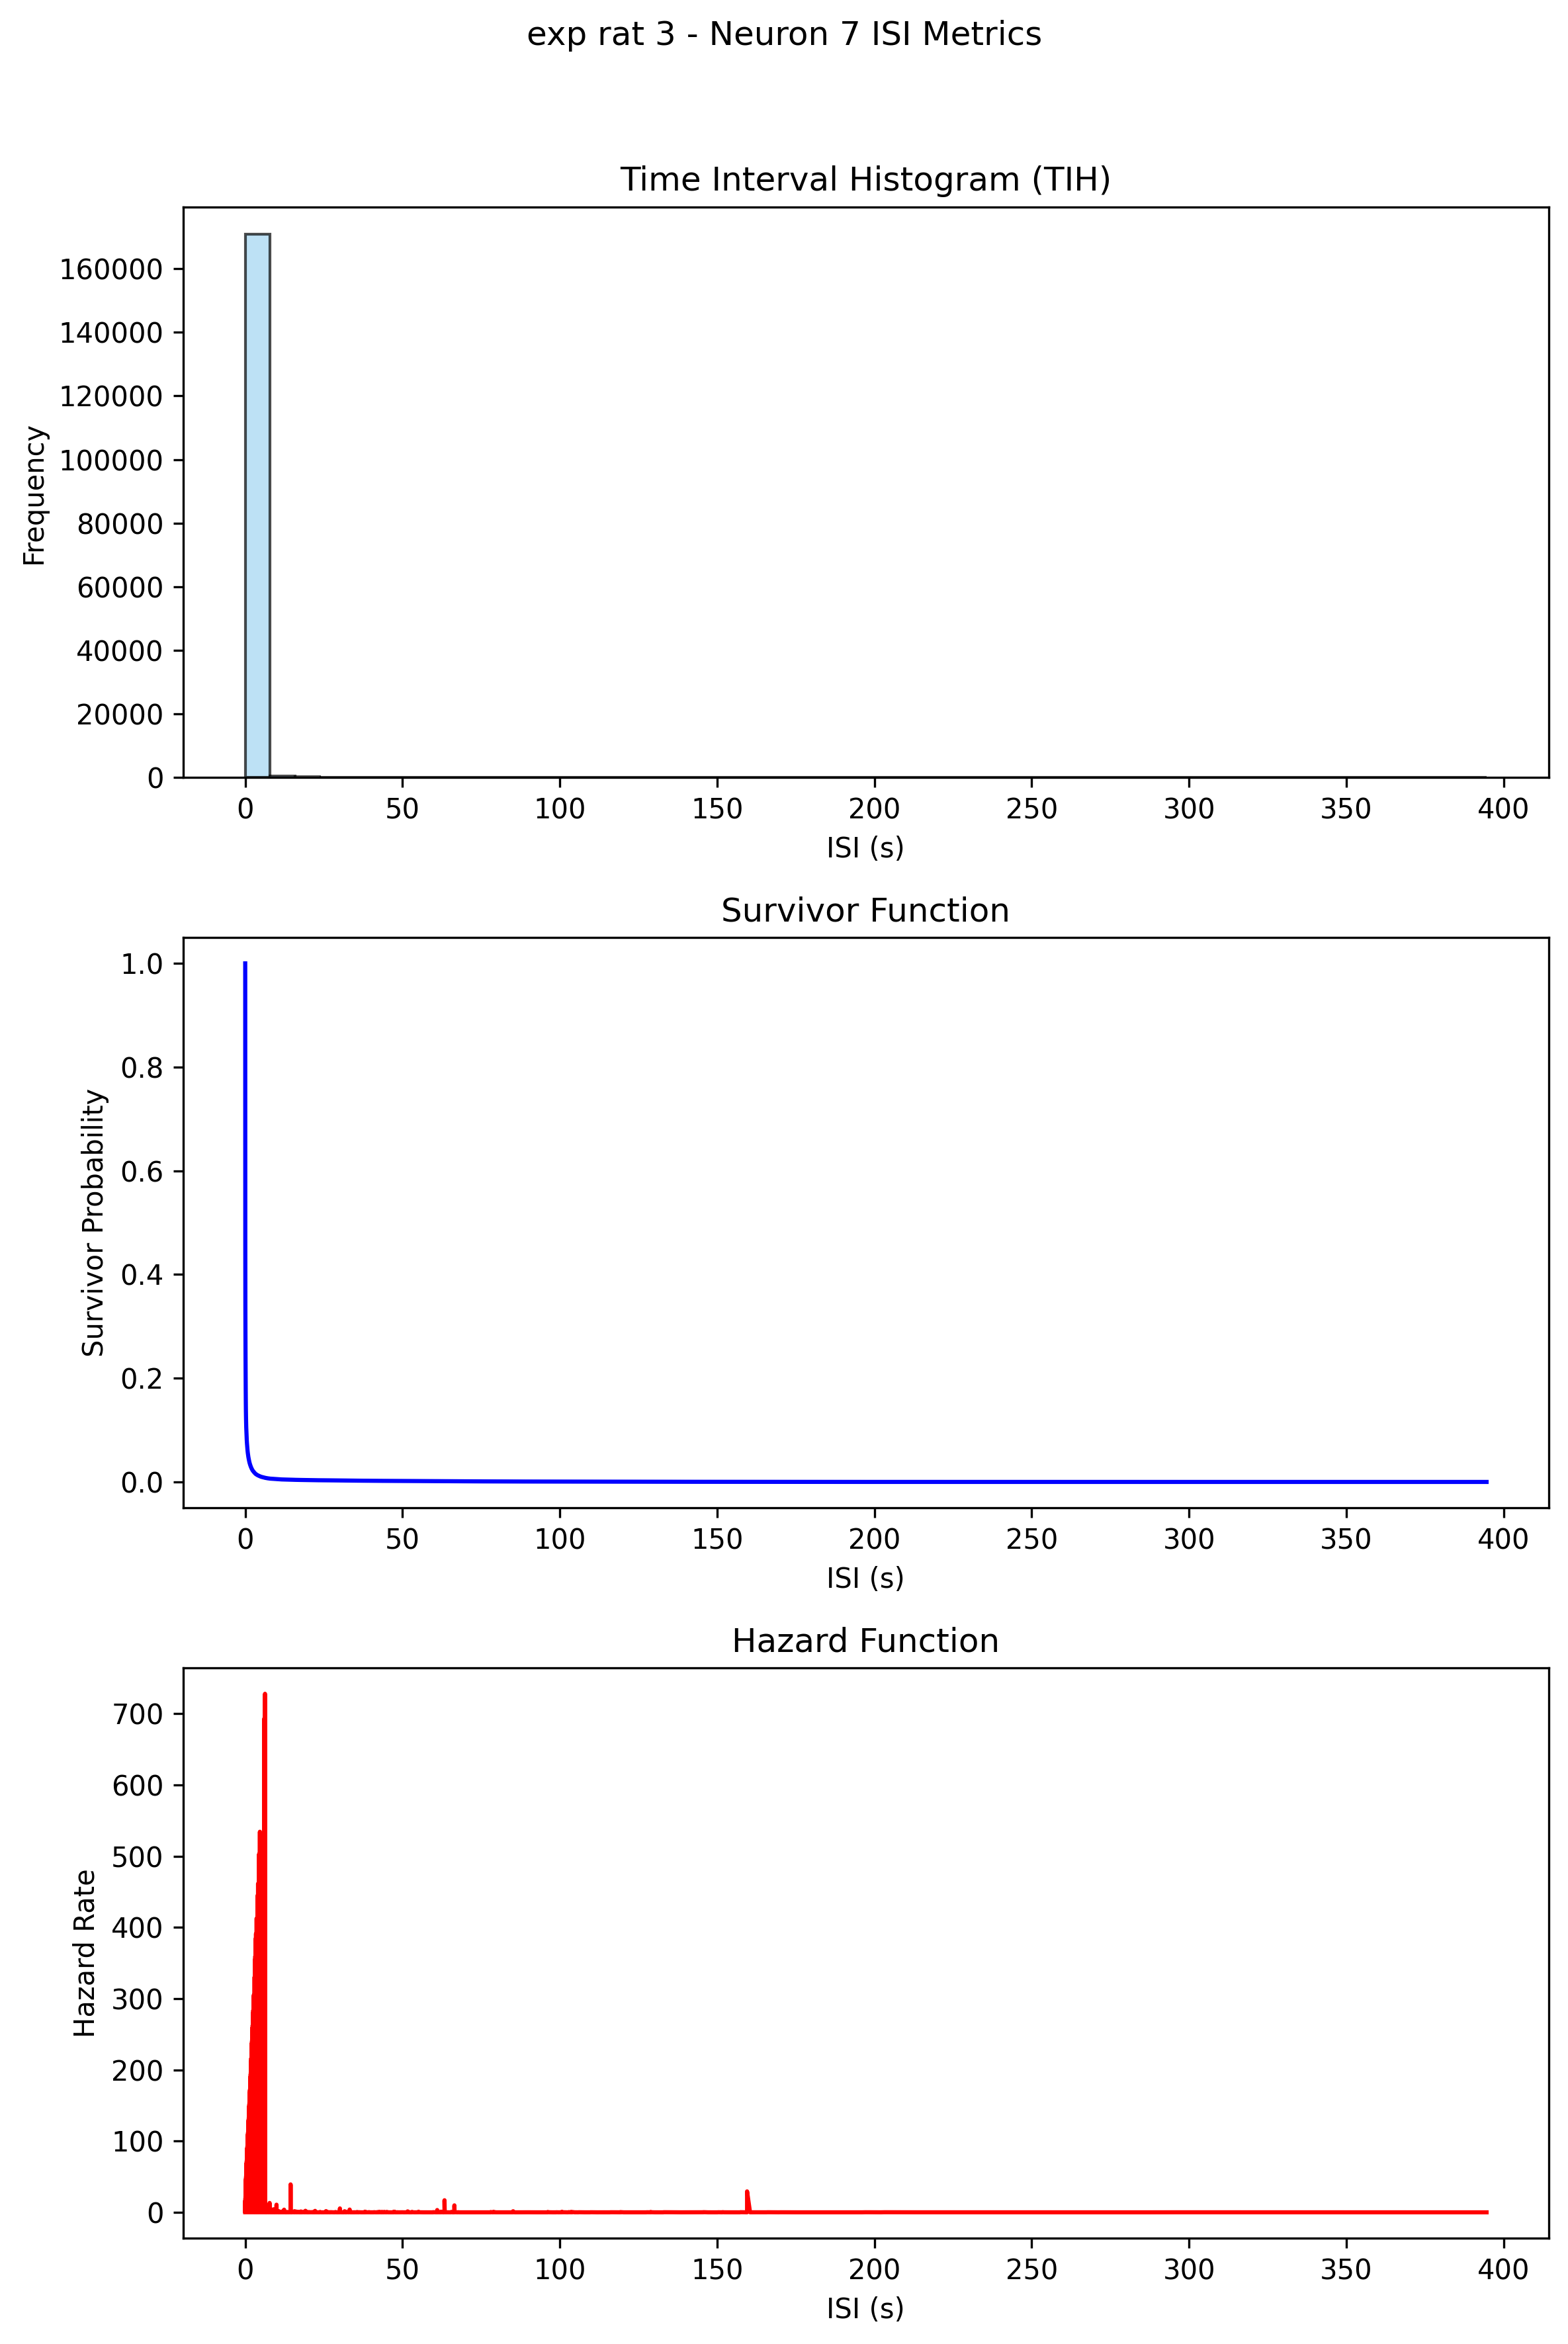 exp rat 3 - Neuron 7 ISI Metrics
Time Interval Histogram (TIH)
Frequency
160000
140000
120000
100000
80000
60000
40000
20000
0
0 50 100 150 200 250 300 350 400
ISI (s)
Survivor Function
Survivor Probability
1.0
0.8
0.6
0.4
0.2
0.0
0 50 100 150 200 250 300 350 400
ISI (s)
Hazard Function
Hazard Rate
700
600
500
400
300
200
100
0
0 50 100 150 200 250 300 350 400
ISI (s)